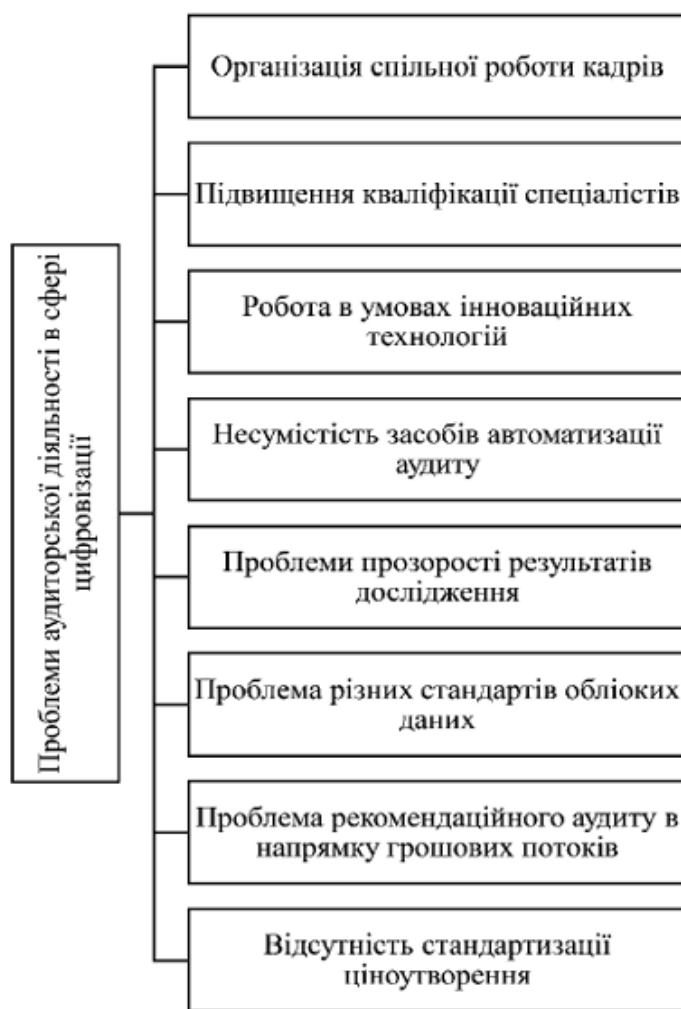 Організація спільної роботи кадрів
Підвищення кваліфікації спеціалістів
Робота в умовах інноваційних
технологій
Несумістість засобів автоматизації
аудиту
Проблеми прозорості результатів
дослідження
Проблема різних стандартів обліоких
даних
Проблема рекомендаційного аудиту в
напрямку грошових потоків
Відсутність стандартизації
ціноутворення
Проблеми аудиторської діяльності в сфері
цифровізації